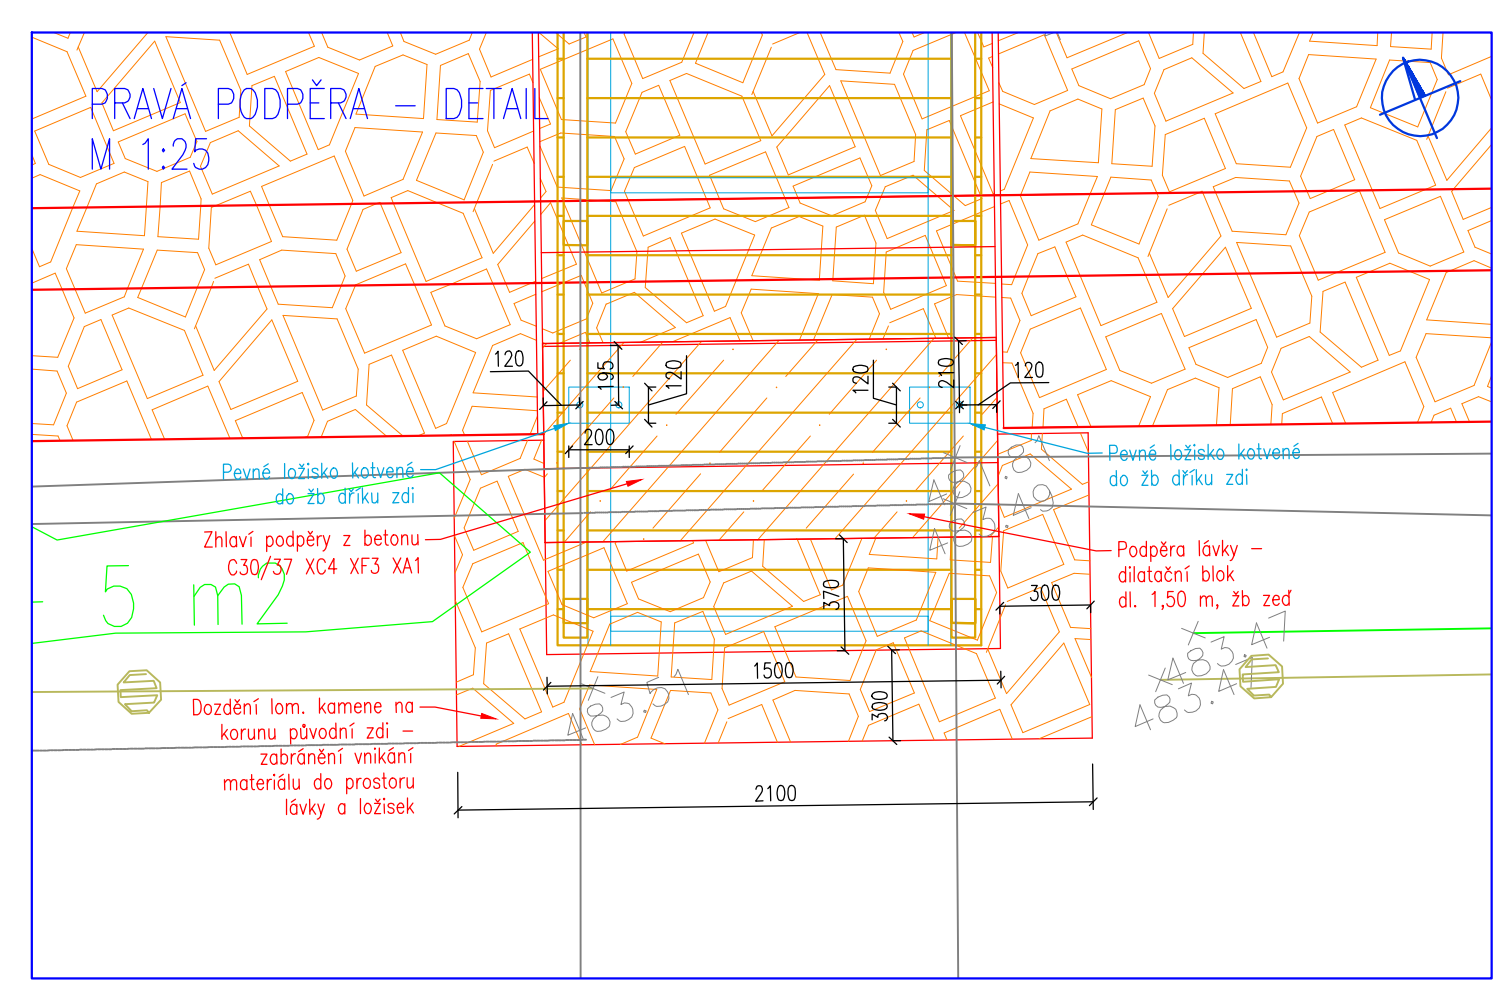 PRAVÁ PODPĚRA – DETAIL
M 1:25
120
195
120
120
210
120
200
Pevné ložisko kotvené
do žb dříku zdi
Pevné ložisko kotvené
do žb dříku zdi
483.49
Zhlaví podpěry z betonu
C30/37 XC4 XF3 XA1
Podpěra lávky –
dilatační blok
dl. 1,50 m, žb zeď
5 m2
370
300
483.47
1500
483.51
300
Dozdění lom. kamene na
korunu původní zdi –
zabránění vnikání
materiálu do prostoru
lávky a ložisek
2100